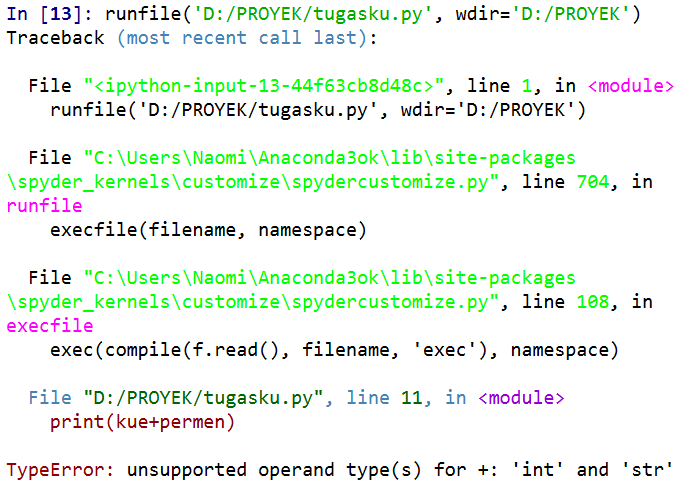 In [13]: runfile('D:/PROYEK/tugasku.py', wdir='D:/PROYEK')
Traceback (most recent call last):
File "<ipython-input-13-44f63cb8d48c>", line 1, in <module>
runfile('D:/PROYEK/tugasku.py', wdir='D:/PROYEK')
File "C:\Users\Naomi\Anaconda3ok\lib\site-packages
\spyder_kernels\customize\spydercustomize.py", line 704, in
runfile
execfile(filename, namespace)
File "C:\Users\Naomi\Anaconda3ok\lib\site-packages
\spyder_kernels\customize\spydercustomize.py", line 108, in
execfile
exec(compile(f.read(), filename, 'exec'), namespace)
File "D:/PROYEK/tugasku.py", line 11, in <module>
print(kue+permen)
TypeError: unsupported operand type(s) for +: 'int' and 'str'